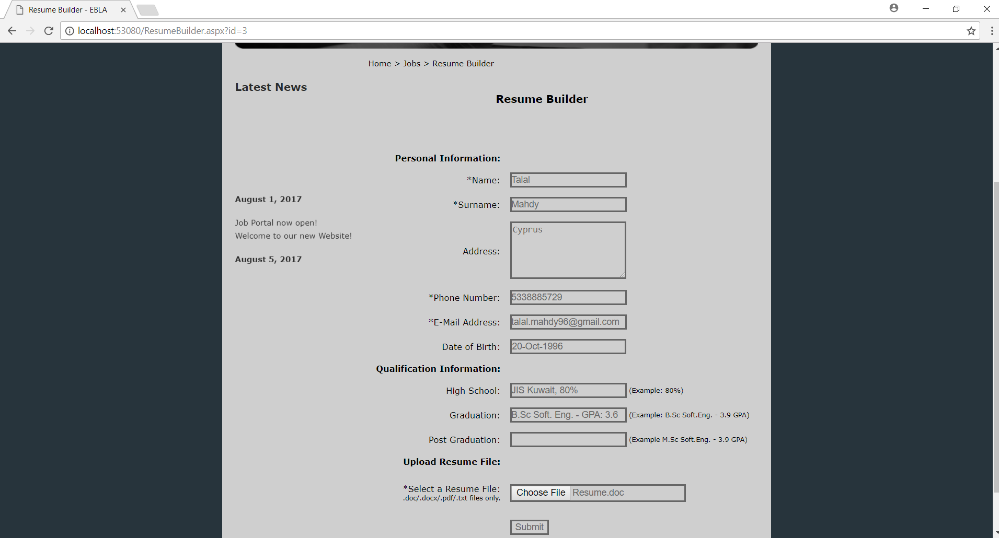 Resume Builder - EBLA
localhost:53080/ResumeBuilder.aspx?id=3
Home > Jobs > Resume Builder
Latest News
August 1, 2017
Job Portal now open!
Welcome to our new Website!
August 5, 2017
Resume Builder
Personal Information:
*Name: Talal
*Surname: Mahdy
Address: Cyprus
*Phone Number: 5338885729
*E-Mail Address: talal.mahdy96@gmail.com
Date of Birth: 20-Oct-1996
Qualification Information:
High School: JIS Kuwait, 80% (Example: 80%)
Graduation: B.Sc Soft. Eng. - GPA: 3.6 (Example: B.Sc Soft.Eng. - 3.9 GPA)
Post Graduation: (Example M.Sc Soft.Eng. - 3.9 GPA)
Upload Resume File:
*Select a Resume File: Choose File Resume.doc
.doc/.docx/.pdf/.txt files only.
Submit